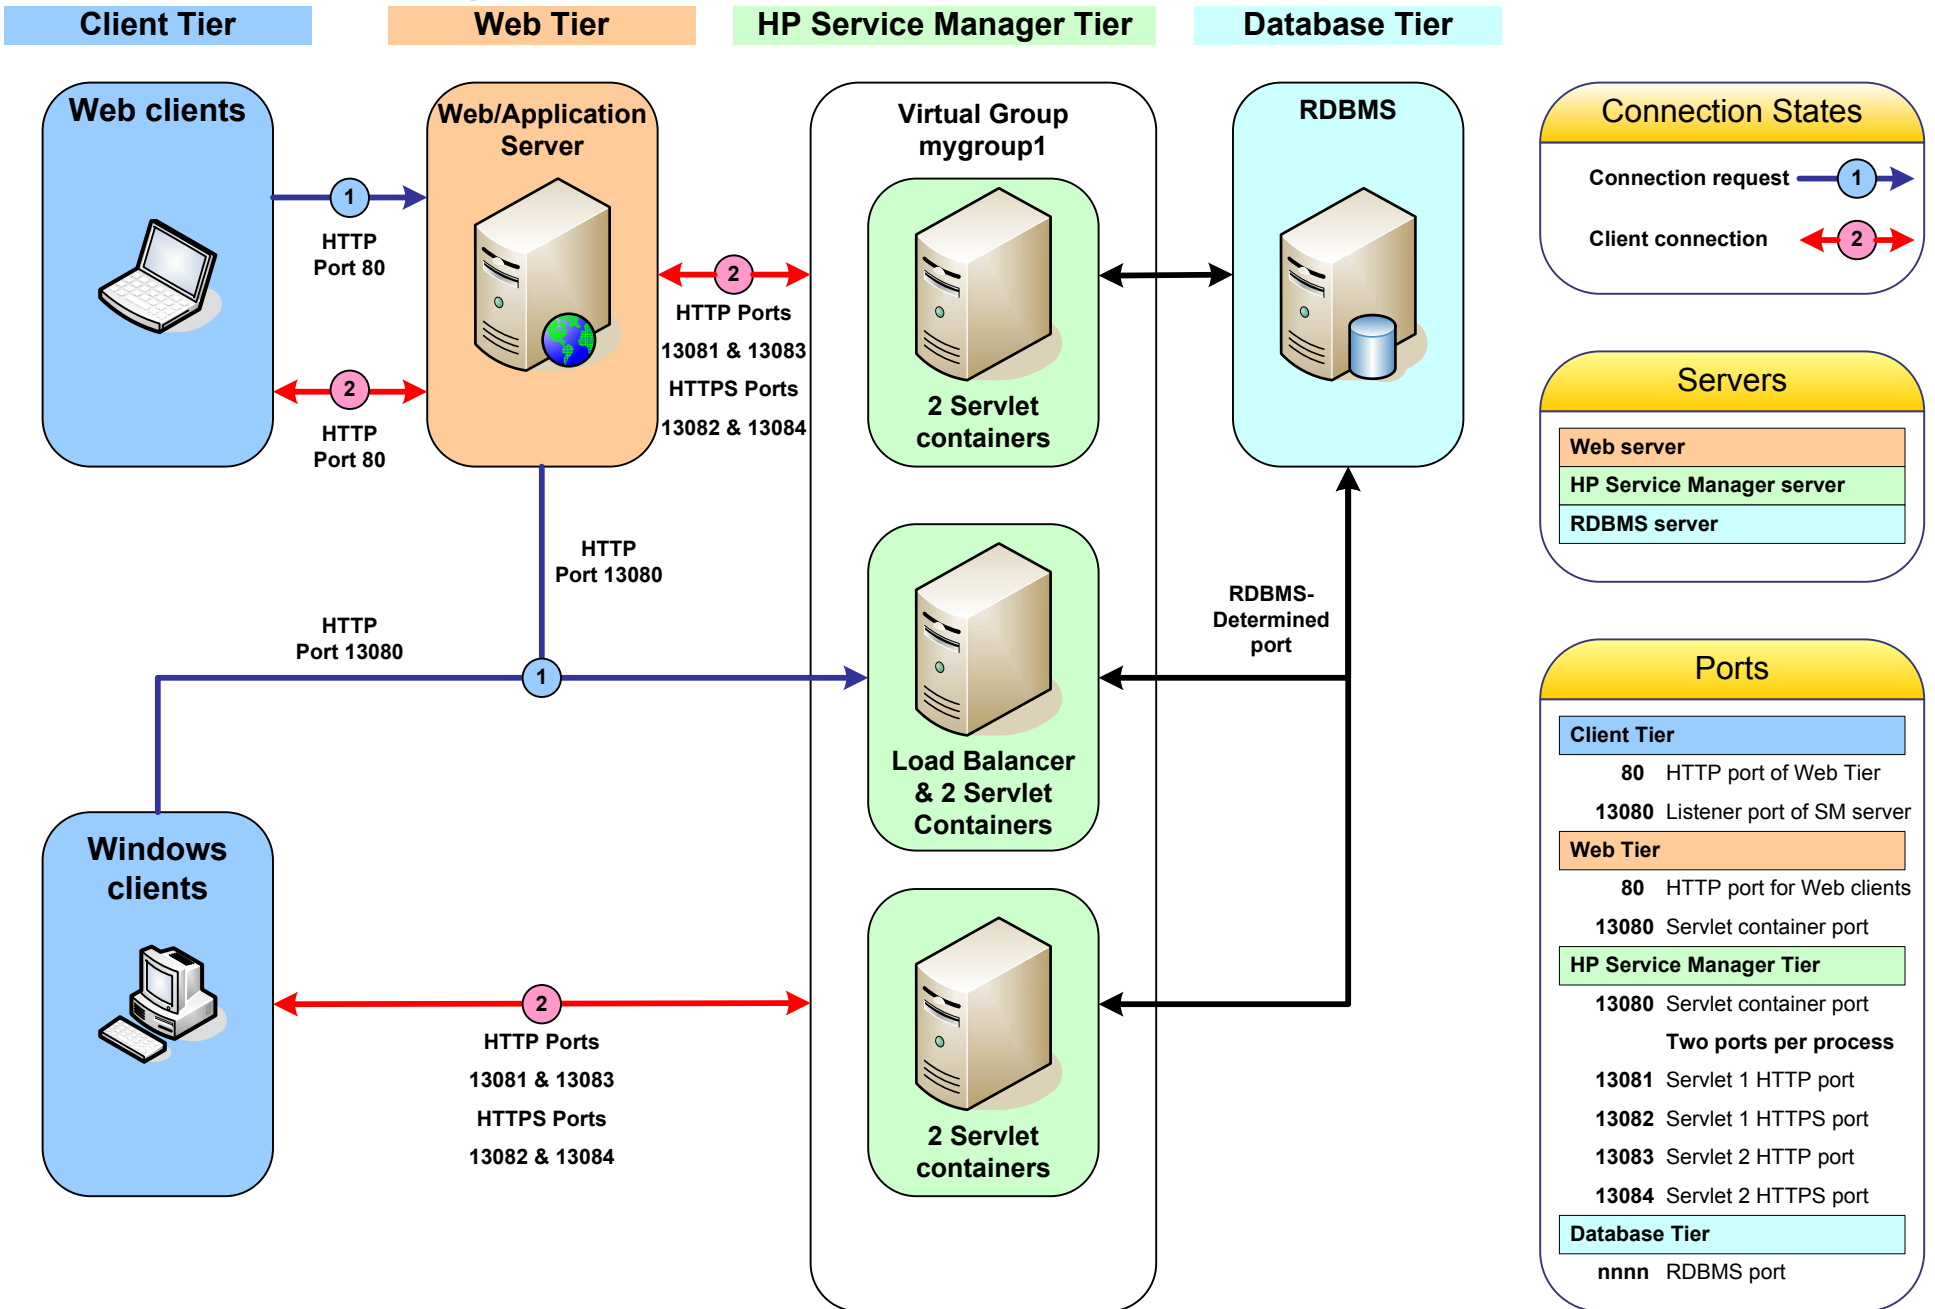 Client Tier
Web Tier
HP Service Manager Tier
Database Tier
Web clients
1
HTTP
Port 80
2
HTTP
Port 80
Web/Application
Server
2
HTTP Ports
13081 & 13083
HTTPS Ports
13082 & 13084
Virtual Group
mygroup1
2 Servlet
containers
RDBMS
HTTP
Port 13080
HTTP
Port 13080
1
Load Balancer
& 2 Servlet
Containers
RDBMS-
Determined
port
Windows
clients
2
HTTP Ports
13081 & 13083
HTTPS Ports
13082 & 13084
2 Servlet
containers
Connection States
Connection request 1
Client connection 2
Servers
Web server
HP Service Manager server
RDBMS server
Ports
Client Tier
80 HTTP port of Web Tier
13080 Listener port of SM server
Web Tier
80 HTTP port for Web clients
13080 Servlet container port
HP Service Manager Tier
13080 Servlet container port
Two ports per process
13081 Servlet 1 HTTP port
13082 Servlet 1 HTTPS port
13083 Servlet 2 HTTP port
13084 Servlet 2 HTTPS port
Database Tier
nnnn RDBMS port